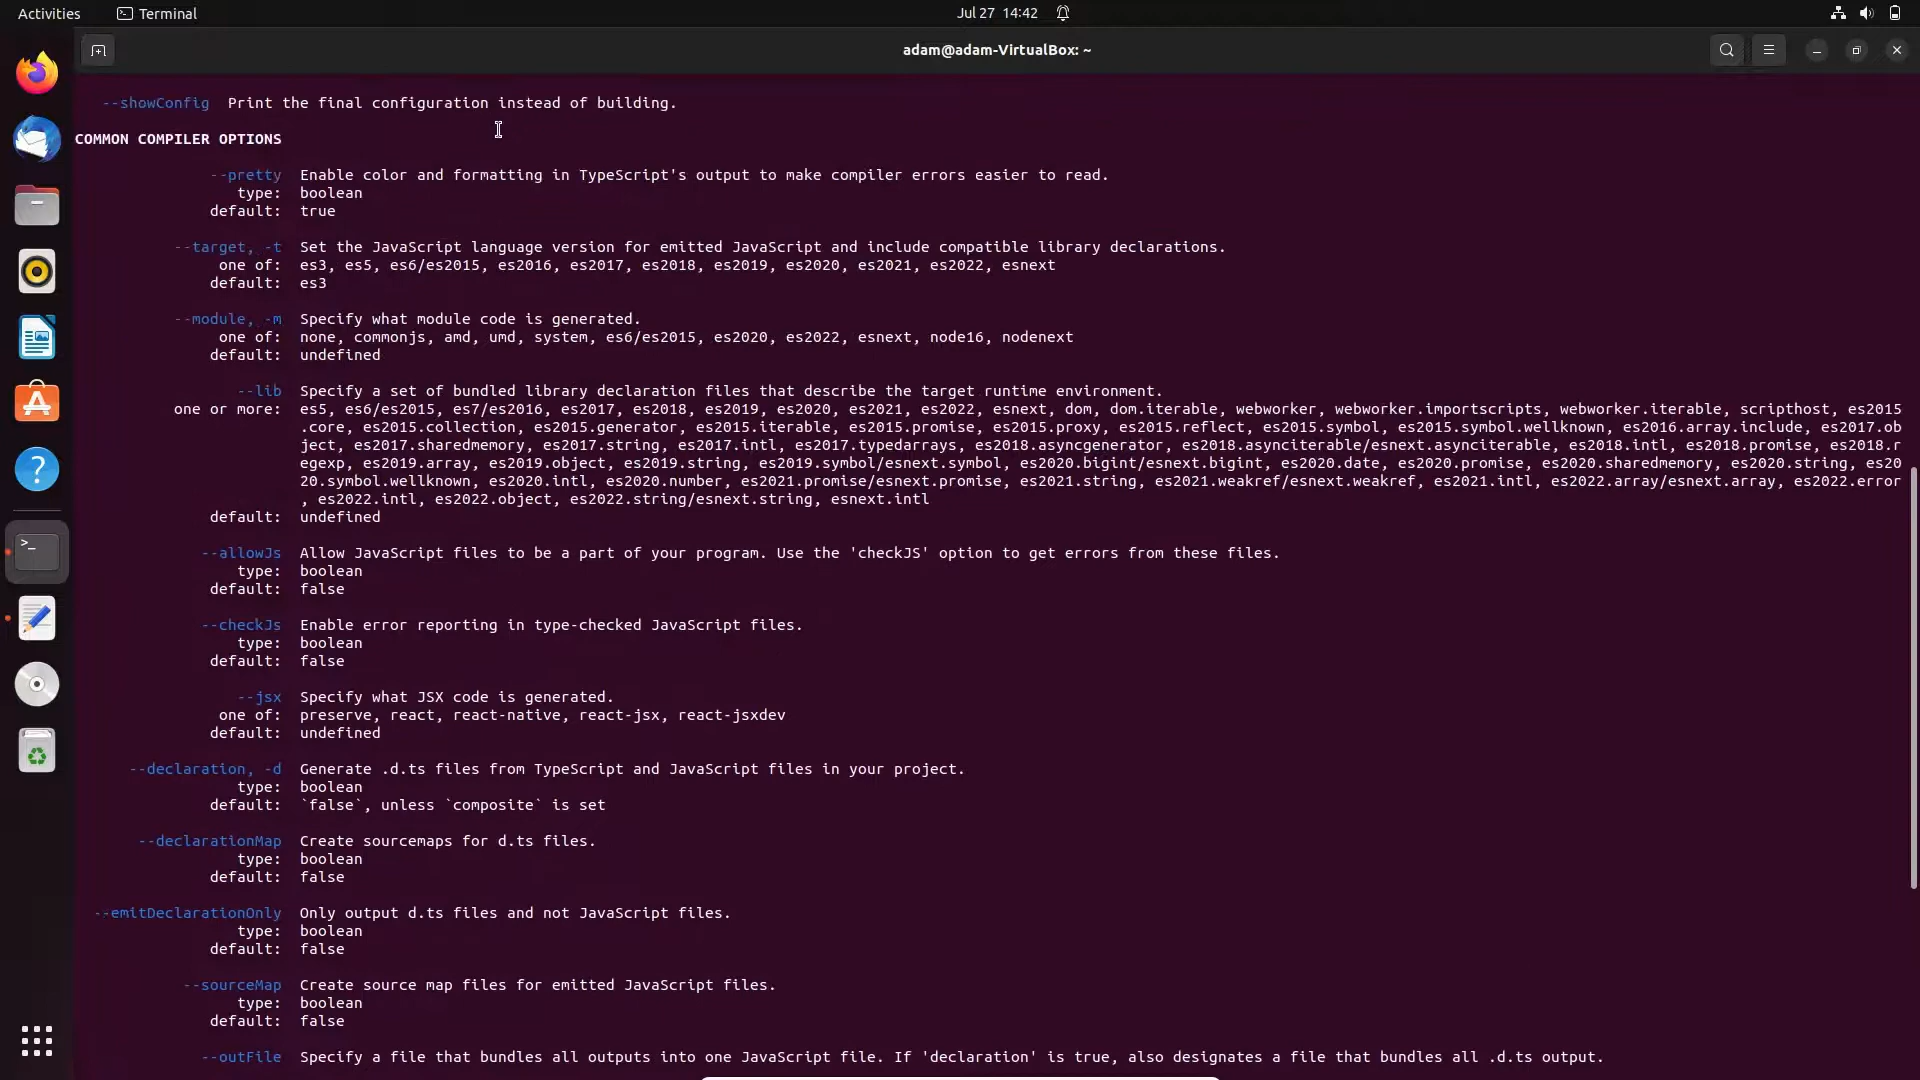 Activities Terminal Jul 27 14:42
adam@adam-VirtualBox: ~
--showConfig Print the final configuration instead of building.
COMMON COMPILER OPTIONS
--pretty Enable color and formatting in TypeScript's output to make compiler errors easier to read.
type: boolean
default: true
--target, -t Set the JavaScript language version for emitted JavaScript and include compatible library declarations.
one of: es3, es5, es6/es2015, es2016, es2017, es2018, es2019, es2020, es2021, es2022, esnext
default: es3
--module, -m Specify what module code is generated.
one of: none, commonjs, amd, umd, system, es6/es2015, es2020, es2022, esnext, node16, nodenext
default: undefined
--lib Specify a set of bundled library declaration files that describe the target runtime environment.
one or more: es5, es6/es2015, es7/es2016, es2017, es2018, es2019, es2020, es2021, es2022, esnext, dom, dom.iterable, webworker, webworker.importscripts, webworker.iterable, scripthost, es2015
.core, es2015.collection, es2015.generator, es2015.iterable, es2015.promise, es2015.proxy, es2015.reflect, es2015.symbol, es2015.symbol.wellknown, es2016.array.include, es2017.ob
ject, es2017.sharedmemory, es2017.string, es2017.intl, es2017.typedarrays, es2018.asyncgenerator, es2018.asynciterable/esnext.asynciterable, es2018.intl, es2018.promise, es2018.r
egexp, es2019.array, es2019.object, es2019.string, es2019.symbol/esnext.symbol, es2020.bigint/esnext.bigint, es2020.date, es2020.promise, es2020.sharedmemory, es2020.string, es20
20.symbol.wellknown, es2020.intl, es2020.number, es2021.promise/esnext.promise, es2021.string, es2021.weakref/esnext.weakref, es2021.intl, es2022.array/esnext.array, es2022.error
, es2022.intl, es2022.object, es2022.string/esnext.string, esnext.intl
default: undefined
--allowJs Allow JavaScript files to be a part of your program. Use the 'checkJS' option to get errors from these files.
type: boolean
default: false
--checkJs Enable error reporting in type-checked JavaScript files.
type: boolean
default: false
--jsx Specify what JSX code is generated.
one of: preserve, react, react-native, react-jsx, react-jsxdev
default: undefined
--declaration, -d Generate .d.ts files from TypeScript and JavaScript files in your project.
type: boolean
default: `false`, unless `composite` is set
--declarationMap Create sourcemaps for d.ts files.
type: boolean
default: false
--emitDeclarationOnly Only output d.ts files and not JavaScript files.
type: boolean
default: false
--sourceMap Create source map files for emitted JavaScript files.
type: boolean
default: false
--outFile Specify a file that bundles all outputs into one JavaScript file. If 'declaration' is true, also designates a file that bundles all .d.ts output.